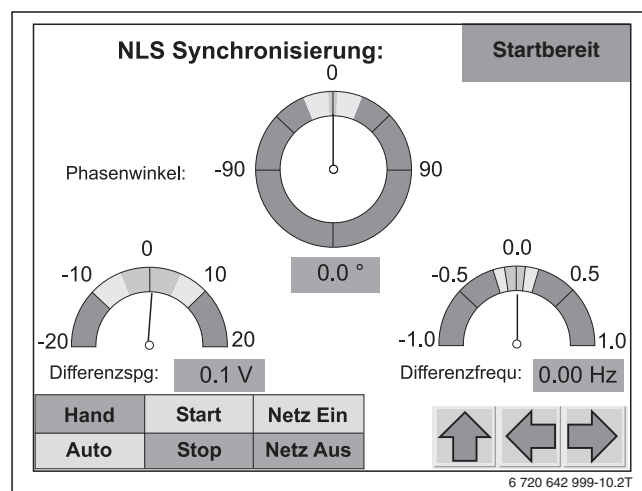 NLS Synchronisierung:
Startbereit
0
Phasenwinkel:
-90
90
0.0 °
0
-10
10
-20
20
Differenzspg:
0.1 V
0.0
-0.5
0.5
-1.0
1.0
Differenzfrequ:
0.00 Hz
Hand Start Netz Ein
Auto Stop Netz Aus
6 720 642 999-10.2T